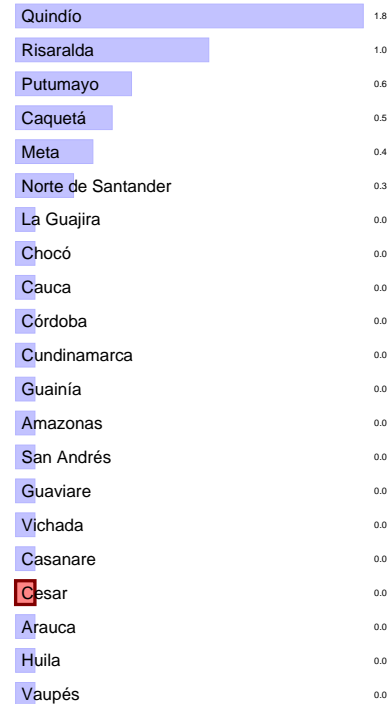 Quindío 1.8
Risaralda 1.0
Putumayo 0.6
Caquetá 0.5
Meta 0.4
Norte de Santander 0.3
La Guajira 0.0
Chocó 0.0
Cauca 0.0
Córdoba 0.0
Cundinamarca 0.0
Guainía 0.0
Amazonas 0.0
San Andrés 0.0
Guaviare 0.0
Vichada 0.0
Casanare 0.0
Cesar 0.0
Arauca 0.0
Huila 0.0
Vaupés 0.0